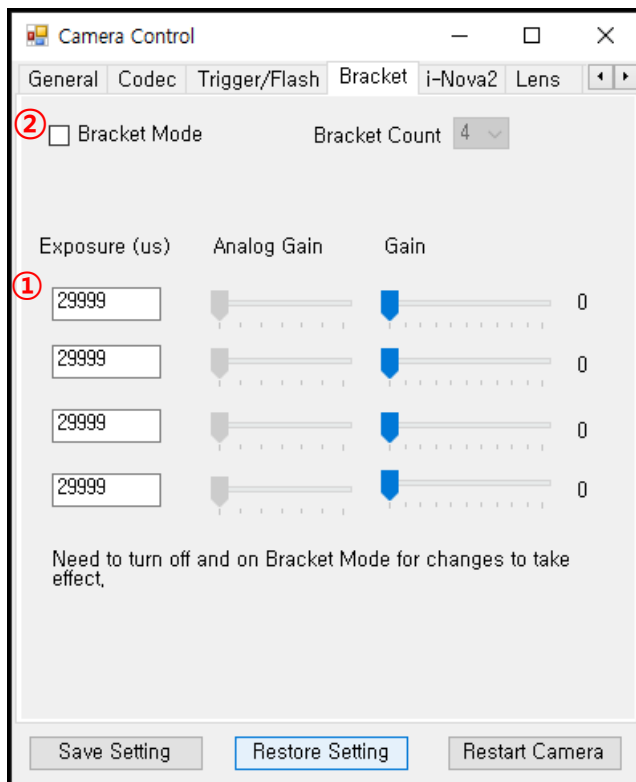 Camera Control
General Codec Trigger/Flash Bracket i-Nova2 Lens
② Bracket Mode Bracket Count 4
Exposure (us) Analog Gain Gain
① 29999 0
29999 0
29999 0
29999 0
Need to turn off and on Bracket Mode for changes to take
effect,
Save Setting Restore Setting Restart Camera